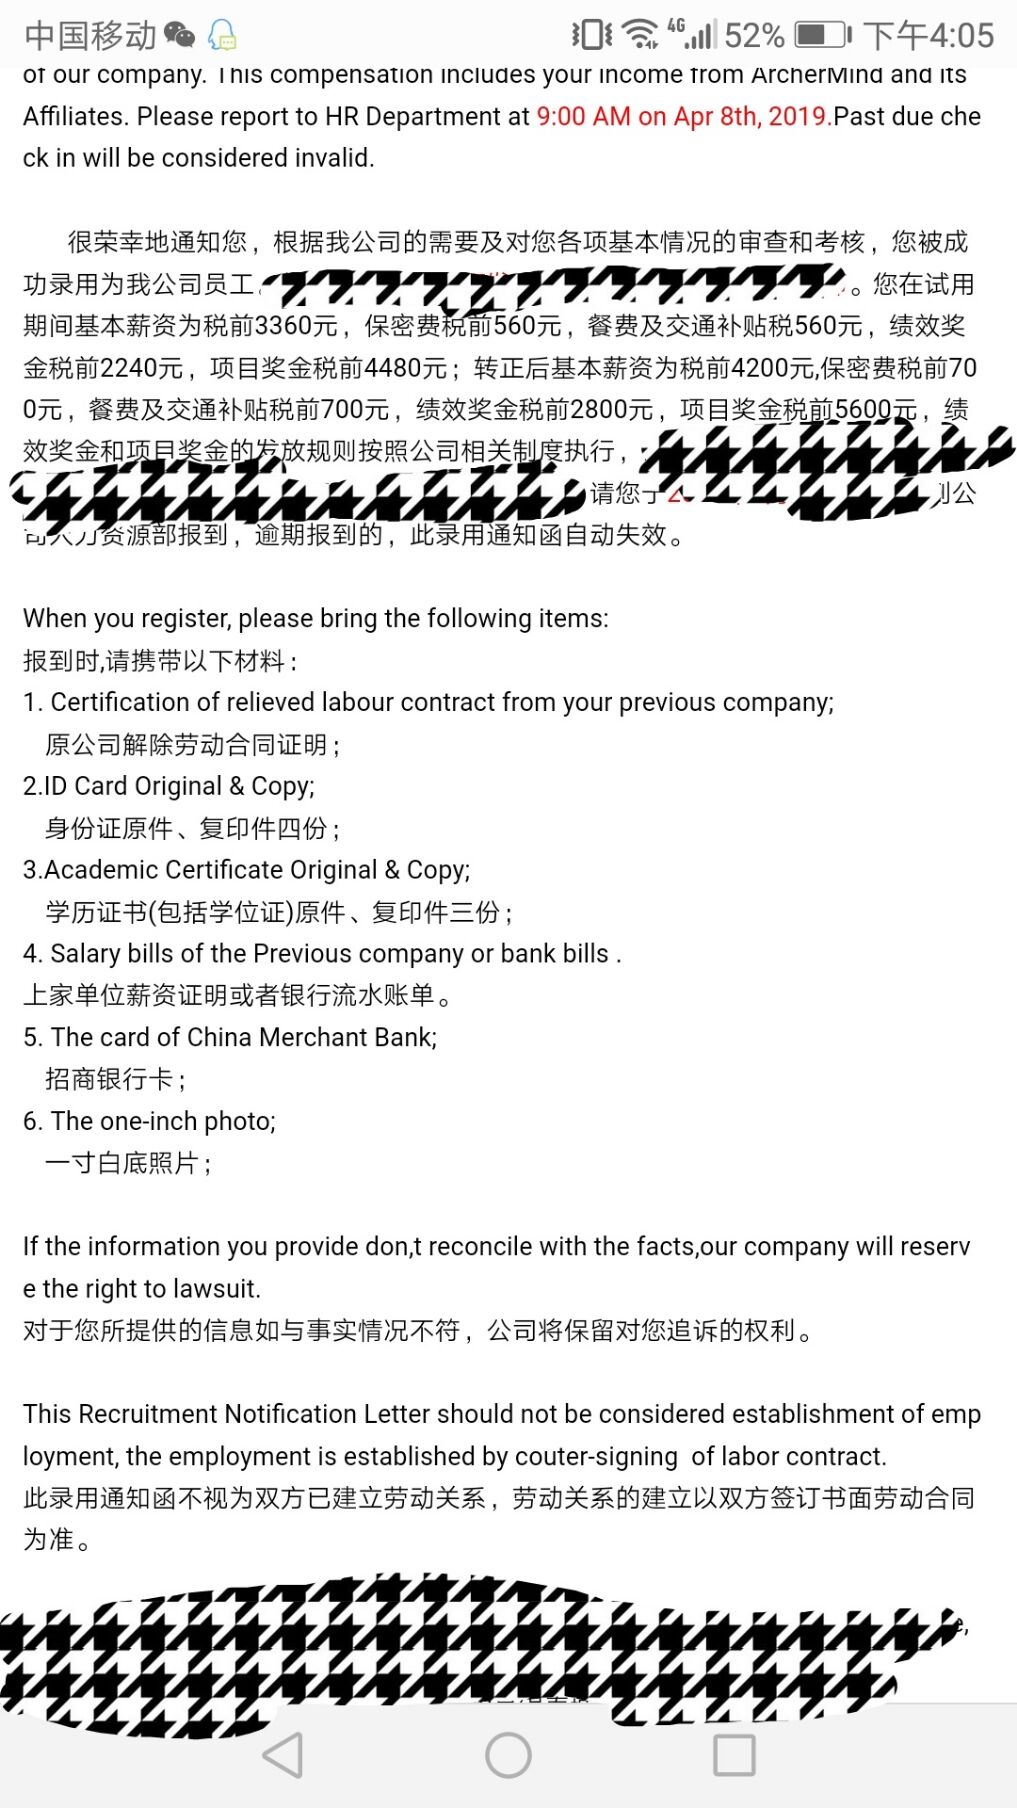 中国移动 4G 52% 下午4:05
of our company. This compensation includes your income from ArcherMind and its
Affiliates. Please report to HR Department at 9:00 AM on Apr 8th, 2019.Past due che
ck in will be considered invalid.
很荣幸地通知您，根据我公司的需要及对您各项基本情况的审查和考核，您被成
功录用为我公司员工 。您在试用
期间基本薪资为税前3360元，保密费税前560元，餐费及交通补贴税560元，绩效奖
金税前2240元，项目奖金税前4480元；转正后基本薪资为税前4200元,保密费税前70
0元，餐费及交通补贴税前700元，绩效奖金税前2800元，项目奖金税前5600元，绩
效奖金和项目奖金的发放规则按照公司相关制度执行，
请您于 到公
司人力资源部报到，逾期报到的，此录用通知函自动失效。
When you register, please bring the following items:
报到时,请携带以下材料：
1. Certification of relieved labour contract from your previous company;
原公司解除劳动合同证明；
2.ID Card Original & Copy;
身份证原件、复印件四份；
3.Academic Certificate Original & Copy;
学历证书(包括学位证)原件、复印件三份；
4. Salary bills of the Previous company or bank bills .
上家单位薪资证明或者银行流水账单。
5. The card of China Merchant Bank;
招商银行卡；
6. The one-inch photo;
一寸白底照片；
If the information you provide don,t reconcile with the facts,our company will reserv
e the right to lawsuit.
对于您所提供的信息如与事实情况不符，公司将保留对您追诉的权利。
This Recruitment Notification Letter should not be considered establishment of emp
loyment, the employment is established by couter-signing  of labor contract.
此录用通知函不视为双方已建立劳动关系，劳动关系的建立以双方签订书面劳动合同
为准。